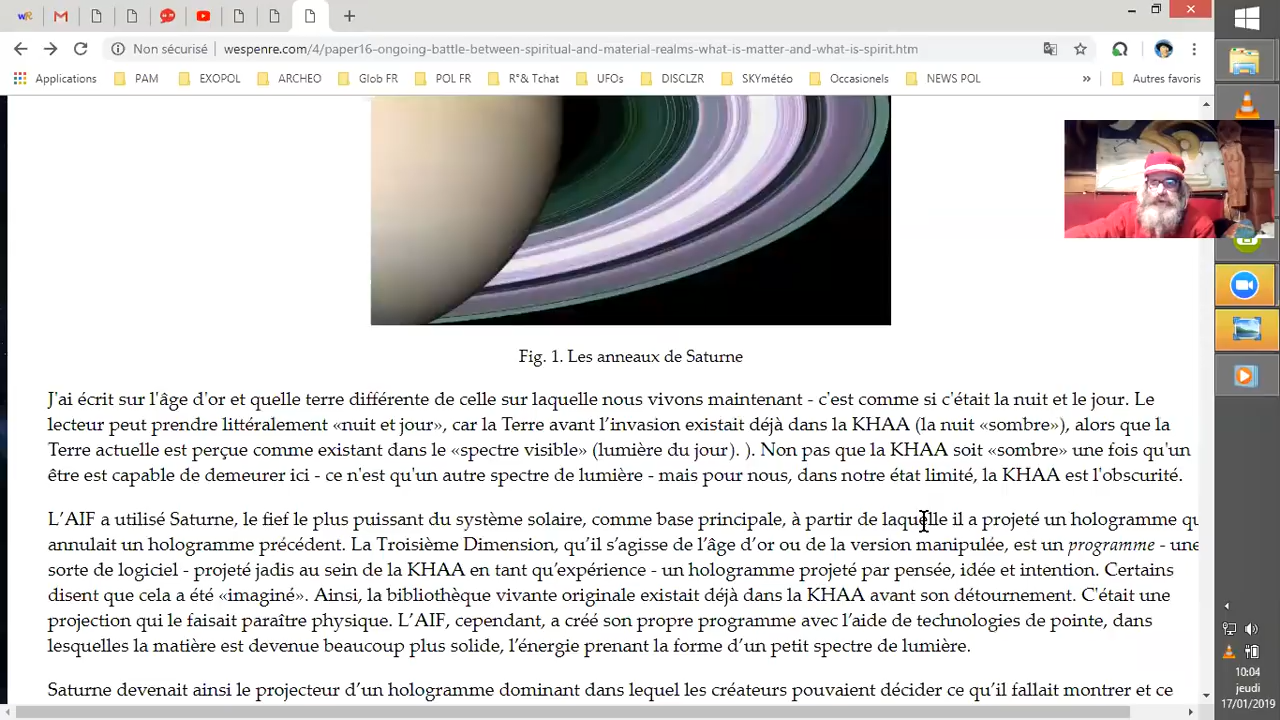 Non sécurisé
wespenre.com/4/paper16-ongoing-battle-between-spiritual-and-material-realms-what-is-matter-and-what-is-spirit.htm
Applications PAM EXOPOL ARCHEO Glob FR POL FR R°& Tchat UFOs DISCLZR SKYmétéo Occasionels NEWS POL » Autres favoris
Fig. 1. Les anneaux de Saturne
J'ai écrit sur l'âge d'or et quelle terre différente de celle sur laquelle nous vivons maintenant - c'est comme si c'était la nuit et le jour. Le
lecteur peut prendre littéralement «nuit et jour», car la Terre avant l’invasion existait déjà dans la KHAA (la nuit «sombre»), alors que la
Terre actuelle est perçue comme existant dans le «spectre visible» (lumière du jour). ). Non pas que la KHAA soit «sombre» une fois qu'un
être est capable de demeurer ici - ce n'est qu'un autre spectre de lumière - mais pour nous, dans notre état limité, la KHAA est l'obscurité.
L’AIF a utilisé Saturne, le fief le plus puissant du système solaire, comme base principale, à partir de laquelle il a projeté un hologramme qu
annulait un hologramme précédent. La Troisième Dimension, qu’il s’agisse de l’âge d’or ou de la version manipulée, est un programme - une
sorte de logiciel - projeté jadis au sein de la KHAA en tant qu’expérience - un hologramme projeté par pensée, idée et intention. Certains
disent que cela a été «imaginé». Ainsi, la bibliothèque vivante originale existait déjà dans la KHAA avant son détournement. C'était une
projection qui le faisait paraître physique. L’AIF, cependant, a créé son propre programme avec l’aide de technologies de pointe, dans
lesquelles la matière est devenue beaucoup plus solide, l’énergie prenant la forme d’un petit spectre de lumière.
Saturne devenait ainsi le projecteur d’un hologramme dominant dans lequel les créateurs pouvaient décider ce qu’il fallait montrer et ce
10:04
jeudi
17/01/2019